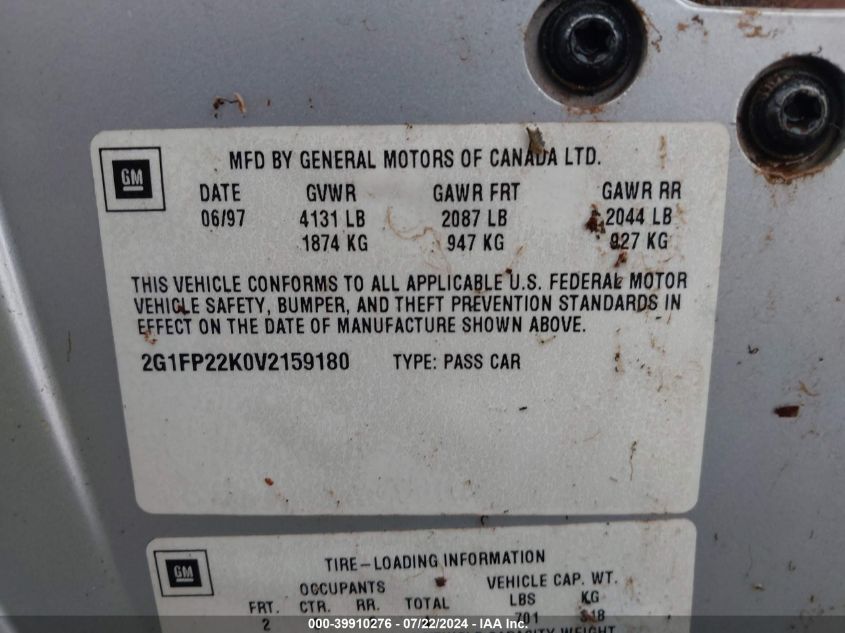 GM
MFD BY GENERAL MOTORS OF CANADA LTD.
DATE GVWR GAWR FRT GAWR RR
06/97 4131 LB 2087 LB 2044 LB
1874 KG 947 KG 927 KG
THIS VEHICLE CONFORMS TO ALL APPLICABLE U.S. FEDERAL MOTOR
VEHICLE SAFETY, BUMPER, AND THEFT PREVENTION STANDARDS IN
EFFECT ON THE DATE OF MANUFACTURE SHOWN ABOVE.
2G1FP22K0V2159180 TYPE: PASS CAR
GM
TIRE-LOADING INFORMATION
OCCUPANTS VEHICLE CAP. WT.
FRT. CTR. RR. TOTAL LBS KG
2 701 318
000-39910276 - 07/22/2024 - IAA Inc.